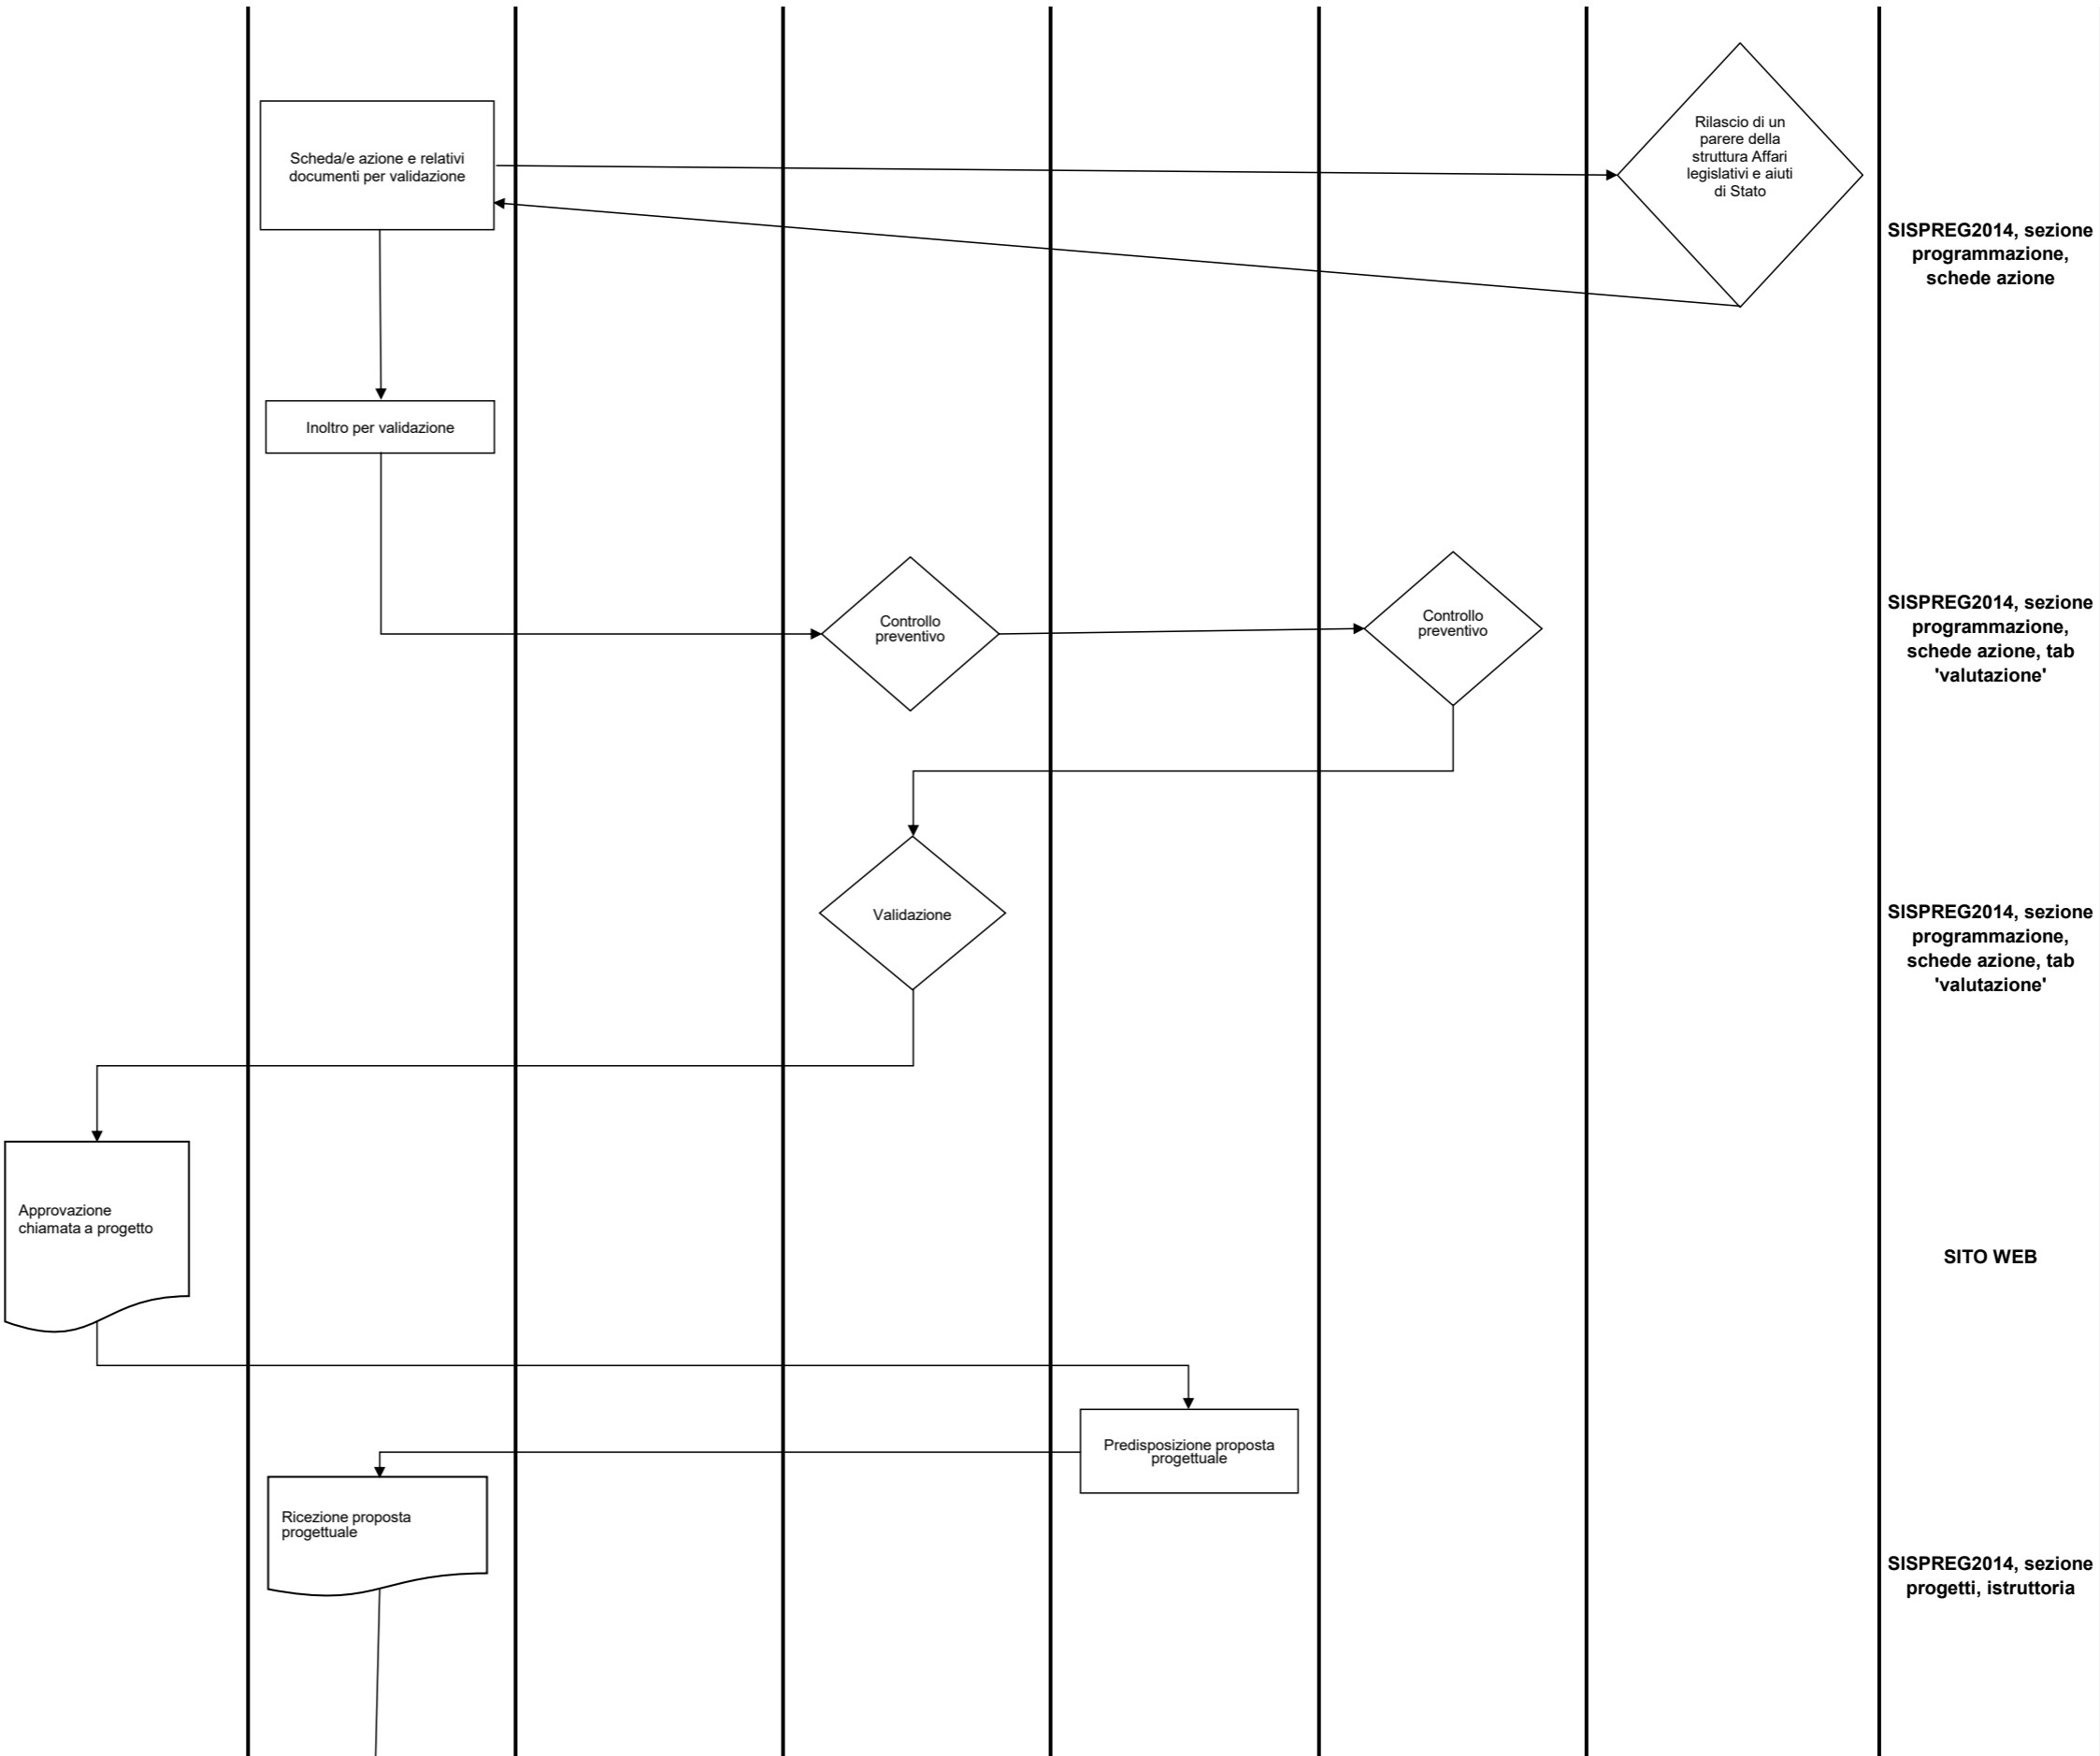 Rilascio di un
parere della
struttura Affari
legislativi e aiuti
di Stato
Scheda/e azione e relativi
documenti per validazione
SISPREG2014, sezione
programmazione,
schede azione
Inoltro per validazione
Controllo
preventivo
Controllo
preventivo
SISPREG2014, sezione
programmazione,
schede azione, tab
'valutazione'
Validazione
SISPREG2014, sezione
programmazione,
schede azione, tab
'valutazione'
Approvazione
chiamata a progetto
SITO WEB
Predisposizione proposta
progettuale
Ricezione proposta
progettuale
SISPREG2014, sezione
progetti, istruttoria